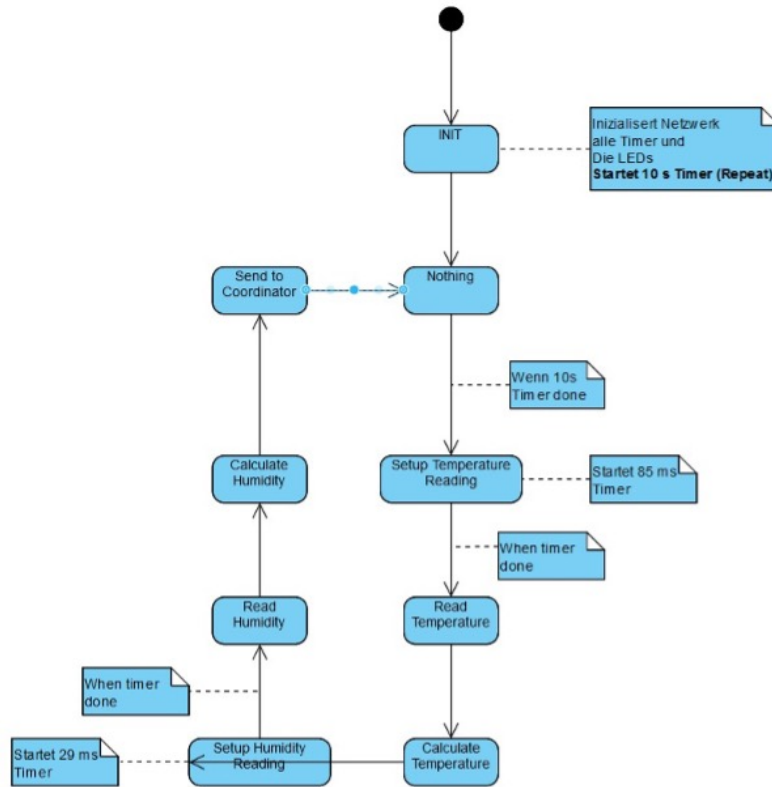 INIT
Inizialisert Netzwerk
alle Timer und
Die LEDs
Startet 10 s Timer (Repeat)
Send to
Coordinator
Nothing
Wenn 10s
Timer done
Calculate
Humidity
Setup Temperature
Reading
Startet 85 ms
Timer
When timer
done
Read
Humidity
Read
Temperature
When timer
done
Startet 29 ms
Timer
Setup Humidity
Reading
Calculate
Temperature